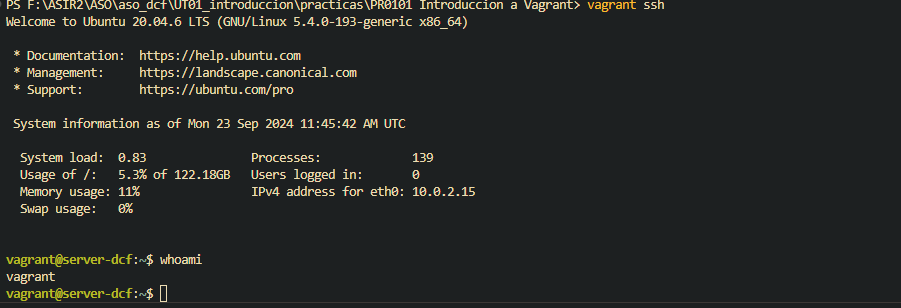 PS F:\ASIR2\ASO\aso_dcf\UT01_introduccion\practicas\PR0101 Introduccion a Vagrant> vagrant ssh
Welcome to Ubuntu 20.04.6 LTS (GNU/Linux 5.4.0-193-generic x86_64)
* Documentation: https://help.ubuntu.com
* Management: https://landscape.canonical.com
* Support: https://ubuntu.com/pro
System information as of Mon 23 Sep 2024 11:45:42 AM UTC
System load: 0.83 Processes: 139
Usage of /: 5.3% of 122.18GB Users logged in: 0
Memory usage: 11% IPv4 address for eth0: 10.0.2.15
Swap usage: 0%
vagrant@server-dcf:~$ whoami
vagrant
vagrant@server-dcf:~$